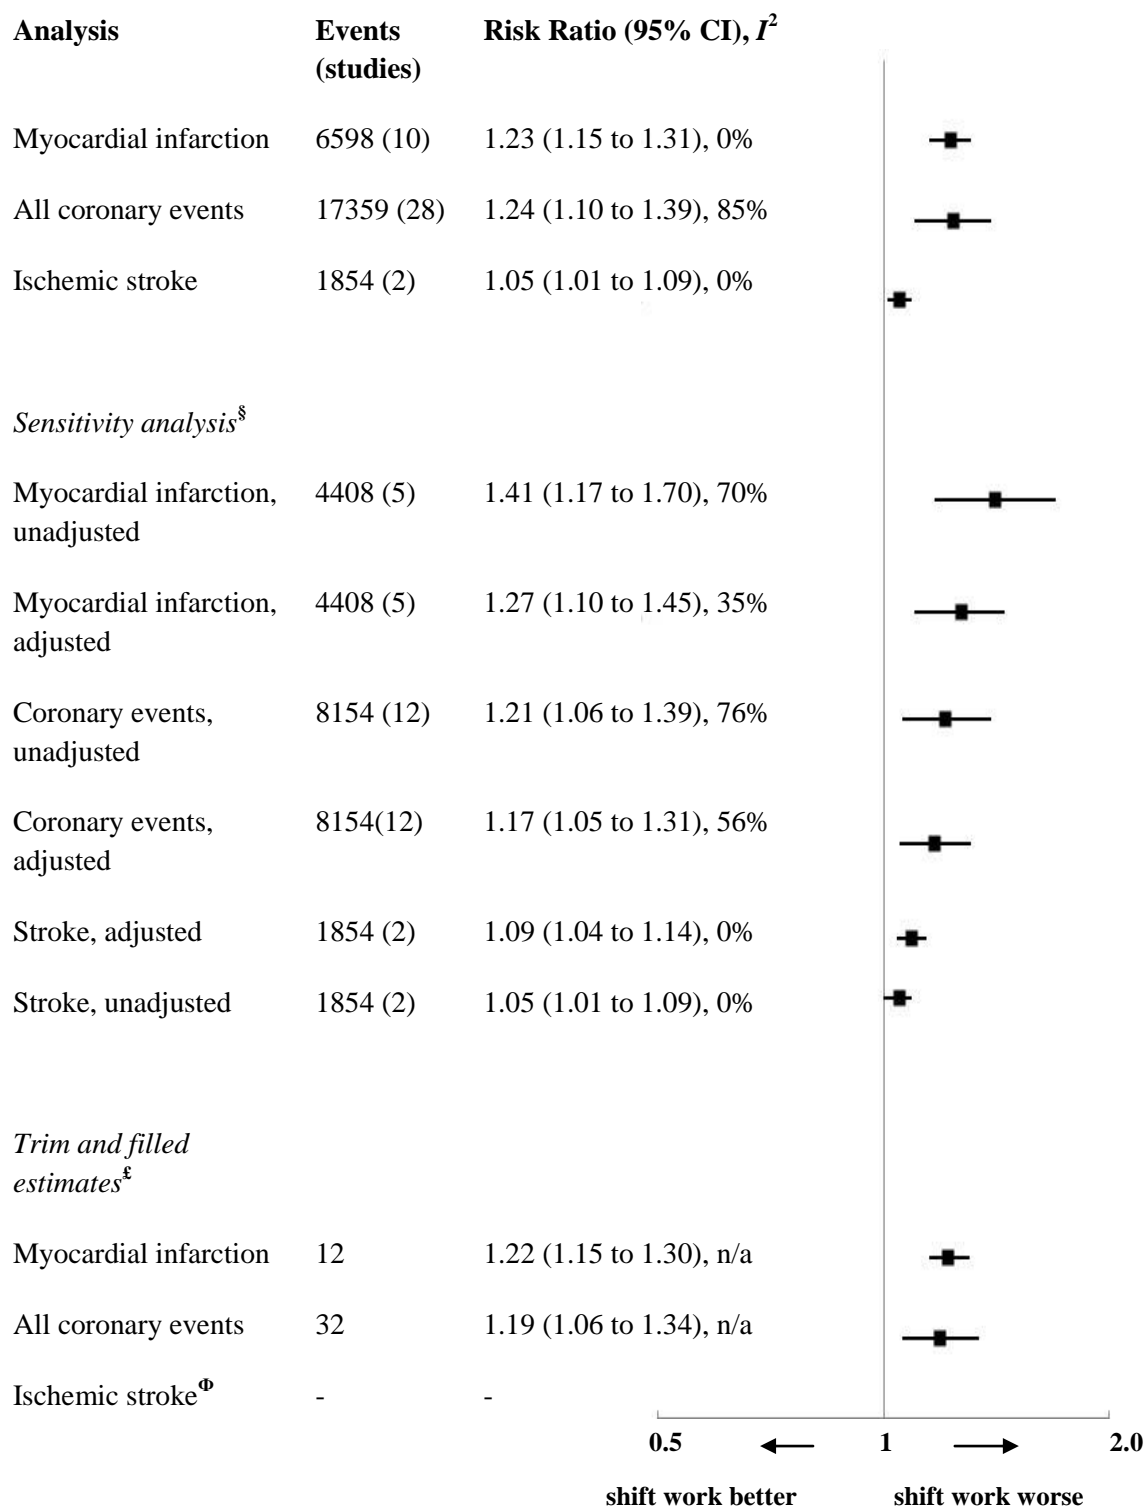 Analysis Events Risk Ratio (95% CI), I²
(studies)
Myocardial infarction 6598 (10) 1.23 (1.15 to 1.31), 0%
All coronary events 17359 (28) 1.24 (1.10 to 1.39), 85%
Ischemic stroke 1854 (2) 1.05 (1.01 to 1.09), 0%
Sensitivity analysis§
Myocardial infarction, 4408 (5) 1.41 (1.17 to 1.70), 70%
unadjusted
Myocardial infarction, 4408 (5) 1.27 (1.10 to 1.45), 35%
adjusted
Coronary events, 8154 (12) 1.21 (1.06 to 1.39), 76%
unadjusted
Coronary events, 8154(12) 1.17 (1.05 to 1.31), 56%
adjusted
Stroke, adjusted 1854 (2) 1.09 (1.04 to 1.14), 0%
Stroke, unadjusted 1854 (2) 1.05 (1.01 to 1.09), 0%
Trim and filled
estimates£
Myocardial infarction 12 1.22 (1.15 to 1.30), n/a
All coronary events 32 1.19 (1.06 to 1.34), n/a
Ischemic strokeΦ - -
0.5 1 2.0
shift work better shift work worse